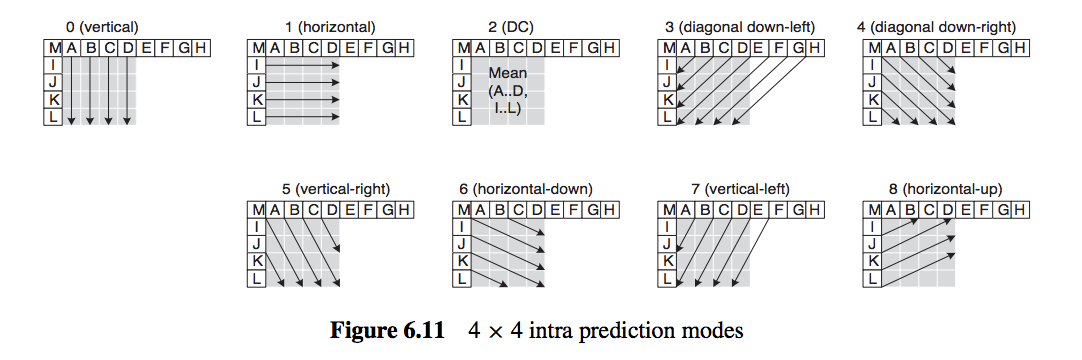 0 (vertical) 1 (horizontal) 2 (DC) 3 (diagonal down-left) 4 (diagonal down-right)
M A B C D E F G H M A B C D E F G H M A B C D E F G H M A B C D E F G H M A B C D E F G H
I I I I I
J J J J J
K K K K K
L L L L L
Mean
(A..D,
I..L)
5 (vertical-right) 6 (horizontal-down) 7 (vertical-left) 8 (horizontal-up)
M A B C D E F G H M A B C D E F G H M A B C D E F G H M A B C D E F G H
I I I I
J J J J
K K K K
L L L L
Figure 6.11 4 × 4 intra prediction modes